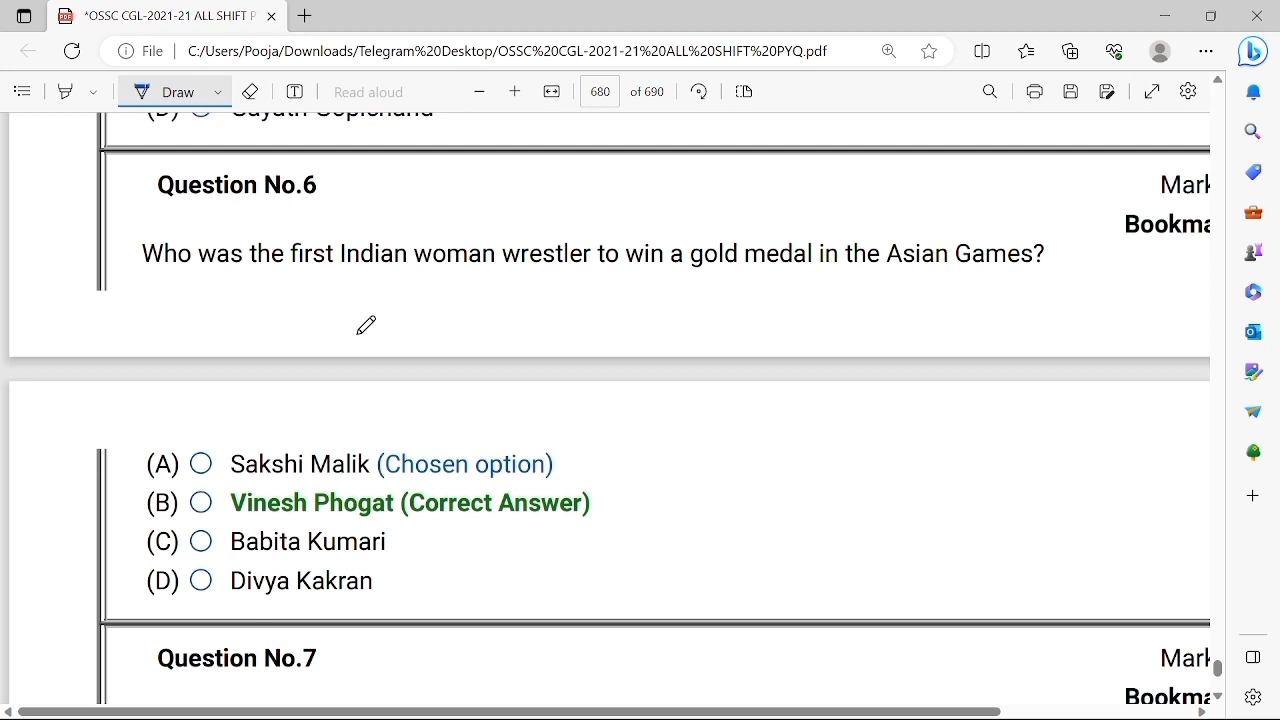 *OSSC CGL-2021-21 ALL SHIFT P
File | C:/Users/Pooja/Downloads/Telegram%20Desktop/OSSC%20CGL-2021-21%20ALL%20SHIFT%20PYQ.pdf
Draw
Read aloud
680 of 690
(D) Gayatri Gopichand
Question No.6 Mark
Bookma
Who was the first Indian woman wrestler to win a gold medal in the Asian Games?
(A) Sakshi Malik (Chosen option)
(B) Vinesh Phogat (Correct Answer)
(C) Babita Kumari
(D) Divya Kakran
Question No.7 Mark
Bookma